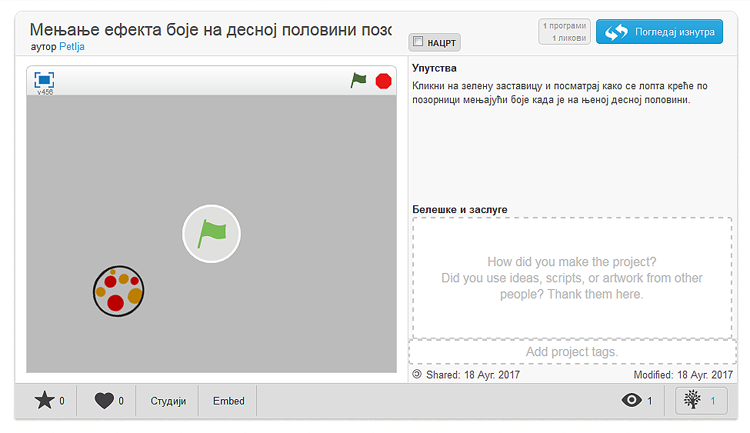 Мењање ефекта боје на десној половини позо
аутор Petlja
НАЦРТ
1 програми
1 ликови
Погледај изнутра
v456
Упутства
Кликни на зелену заставицу и посматрај како се лопта креће по
позорници мењајући боје када је на њеној десној половини.
Белешке и заслуге
How did you make the project?
Did you use ideas, scripts, or artwork from other
people? Thank them here.
Add project tags.
Shared: 18 Ауг. 2017 Modified: 18 Ауг. 2017
0 0 Студији Embed 1 1